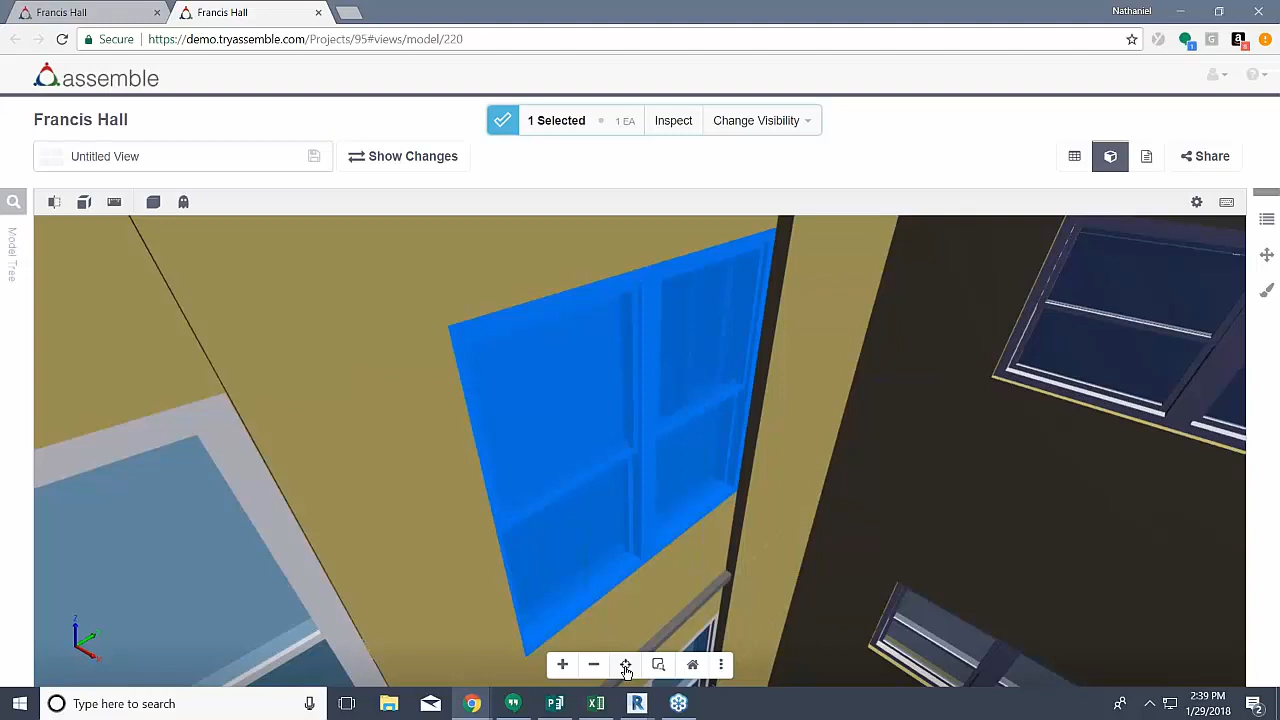 Francis Hall
Francis Hall
Nathaniel
Secure
https://demo.tryassemble.com/Projects/95#views/model/220
assemble
Francis Hall
1 Selected
1 EA
Inspect
Change Visibility
Untitled View
Show Changes
Share
Model Tree
Type here to search
2:39 PM
1/29/2018